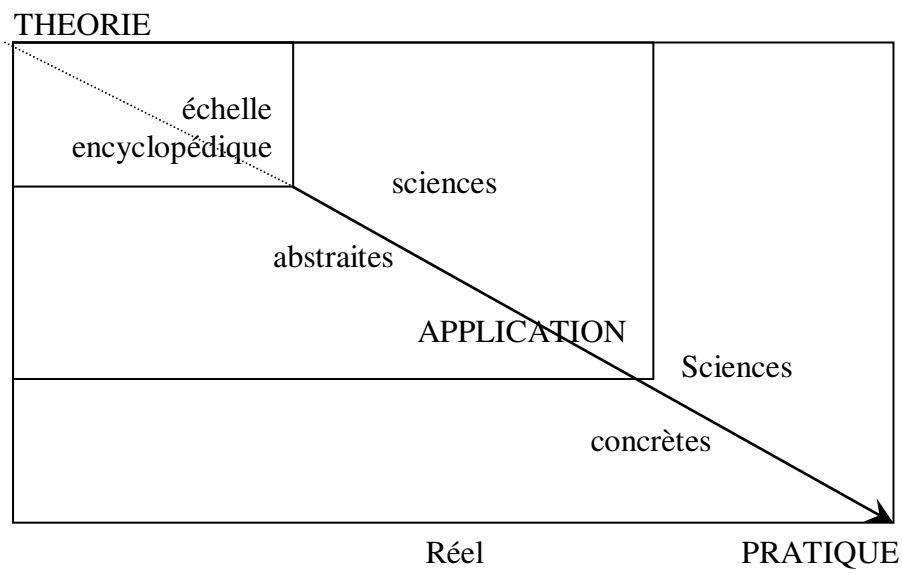 THEORIE
échelle
encyclopédique
sciences
abstraites
APPLICATION
Sciences
concrètes
Réel
PRATIQUE